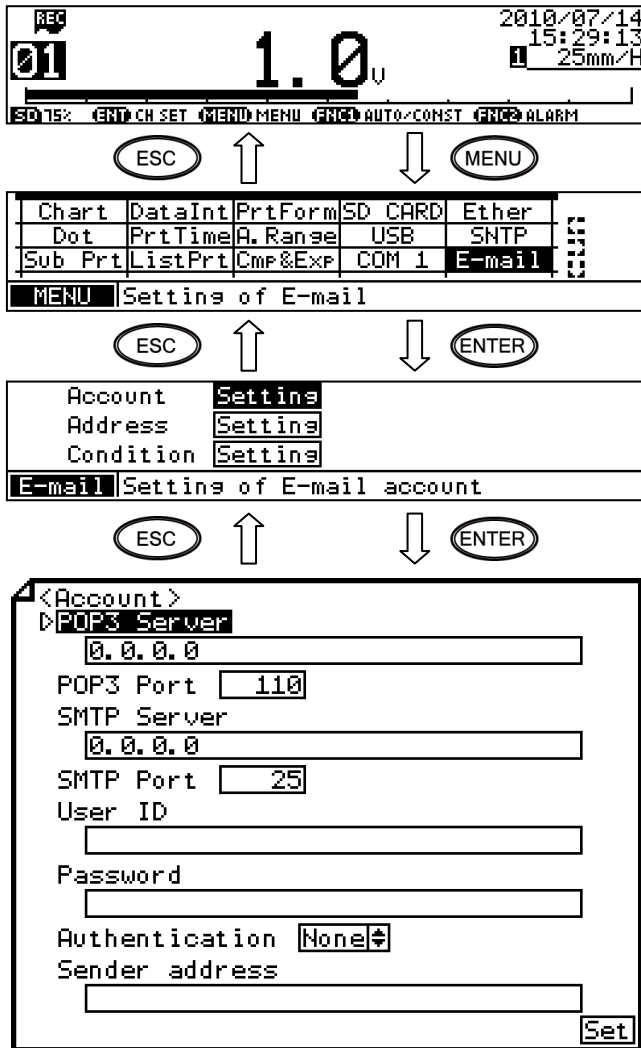 REC
2010/07/14
15:29:13
01 1.0 V
1 25mm/H
SD 75% ENT CH SET MENU MENU FNC1 AUTO/CONST FNC2 ALARM
ESC MENU
Chart DataInt PrtForm SD CARD Ether
Dot PrtTime A.Range USB SNTP
Sub Prt ListPrt Cmp&Exp COM 1 E-mail
MENU Setting of E-mail
ESC ENTER
Account Setting
Address Setting
Condition Setting
E-mail Setting of E-mail account
ESC ENTER
<Account>
POP3 Server
0.0.0.0
POP3 Port 110
SMTP Server
0.0.0.0
SMTP Port 25
User ID
Password
Authentication None
Sender address
Set